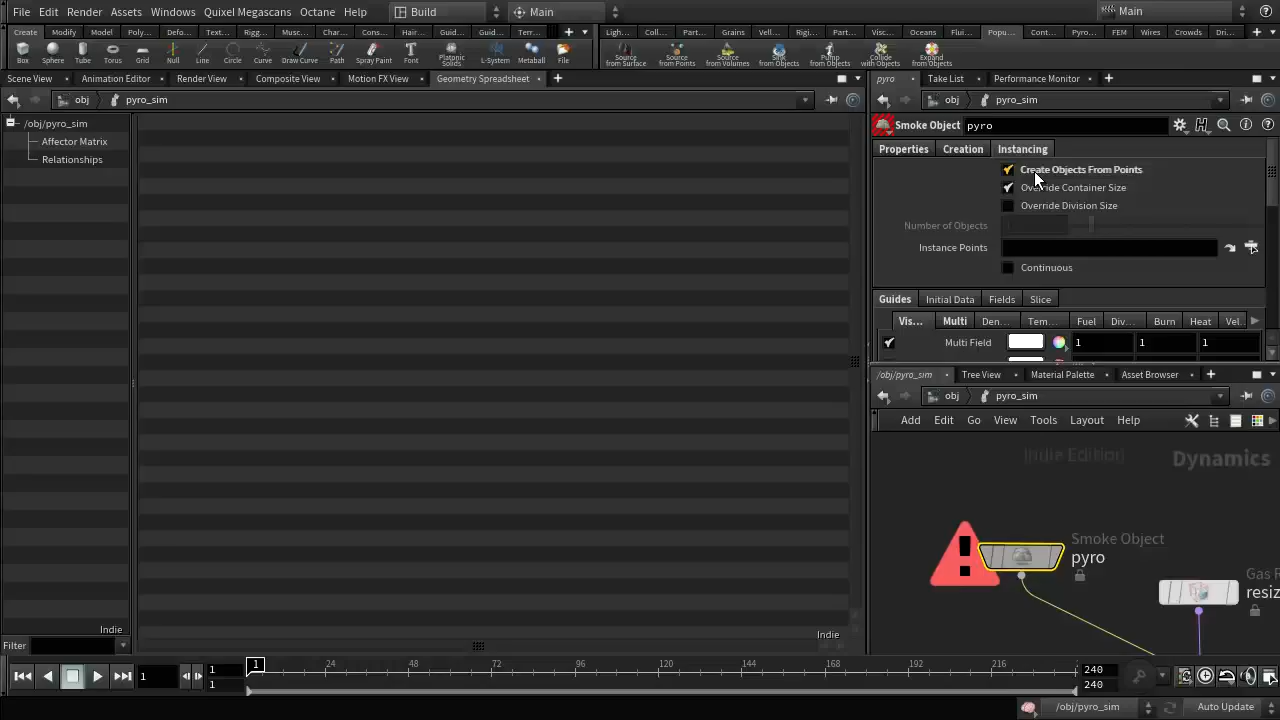 File Edit Render Assets Windows Quixel Megascans Octane Help Build Main Main
Create Modify Model Poly... Defo... Text... Rigg... Musc... Char... Cons... Hair... Guid... Guid... Terr... Ligh... Coll... Part... Grains Vell... Rigi... Part... Visc... Oceans Flui... Popu... Cont... Pyro... FEM Wires Crowds Dri...
Box Sphere Tube Torus Grid Null Line Circle Curve Draw Curve Path Spray Paint Font Platonic Solids L-System Metaball File Source from Surface Source from Points Source from Volumes Sink from Objects Pump from Objects Collide with Objects Expand from Objects
Scene View Animation Editor Render View Composite View Motion FX View Geometry Spreadsheet pyro Take List Performance Monitor
obj pyro_sim obj pyro_sim
/obj/pyro_sim
Affector Matrix
Relationships
Indie
Filter
Indie
Smoke Object pyro
Properties Creation Instancing
Create Objects From Points
Override Container Size
Override Division Size
Number of Objects
Instance Points
Continuous
Guides Initial Data Fields Slice
Vis... Multi Den... Tem... Fuel Div... Burn Heat Vel..
Multi Field 1 1 1
/obj/pyro_sim Tree View Material Palette Asset Browser
obj pyro_sim
Add Edit Go View Tools Layout Help
Indie Edition Dynamics
Smoke Object
pyro
Gas R
resiz
1 1 1 24 48 72 96 120 144 168 192 216 240
1 240
/obj/pyro_sim Auto Update